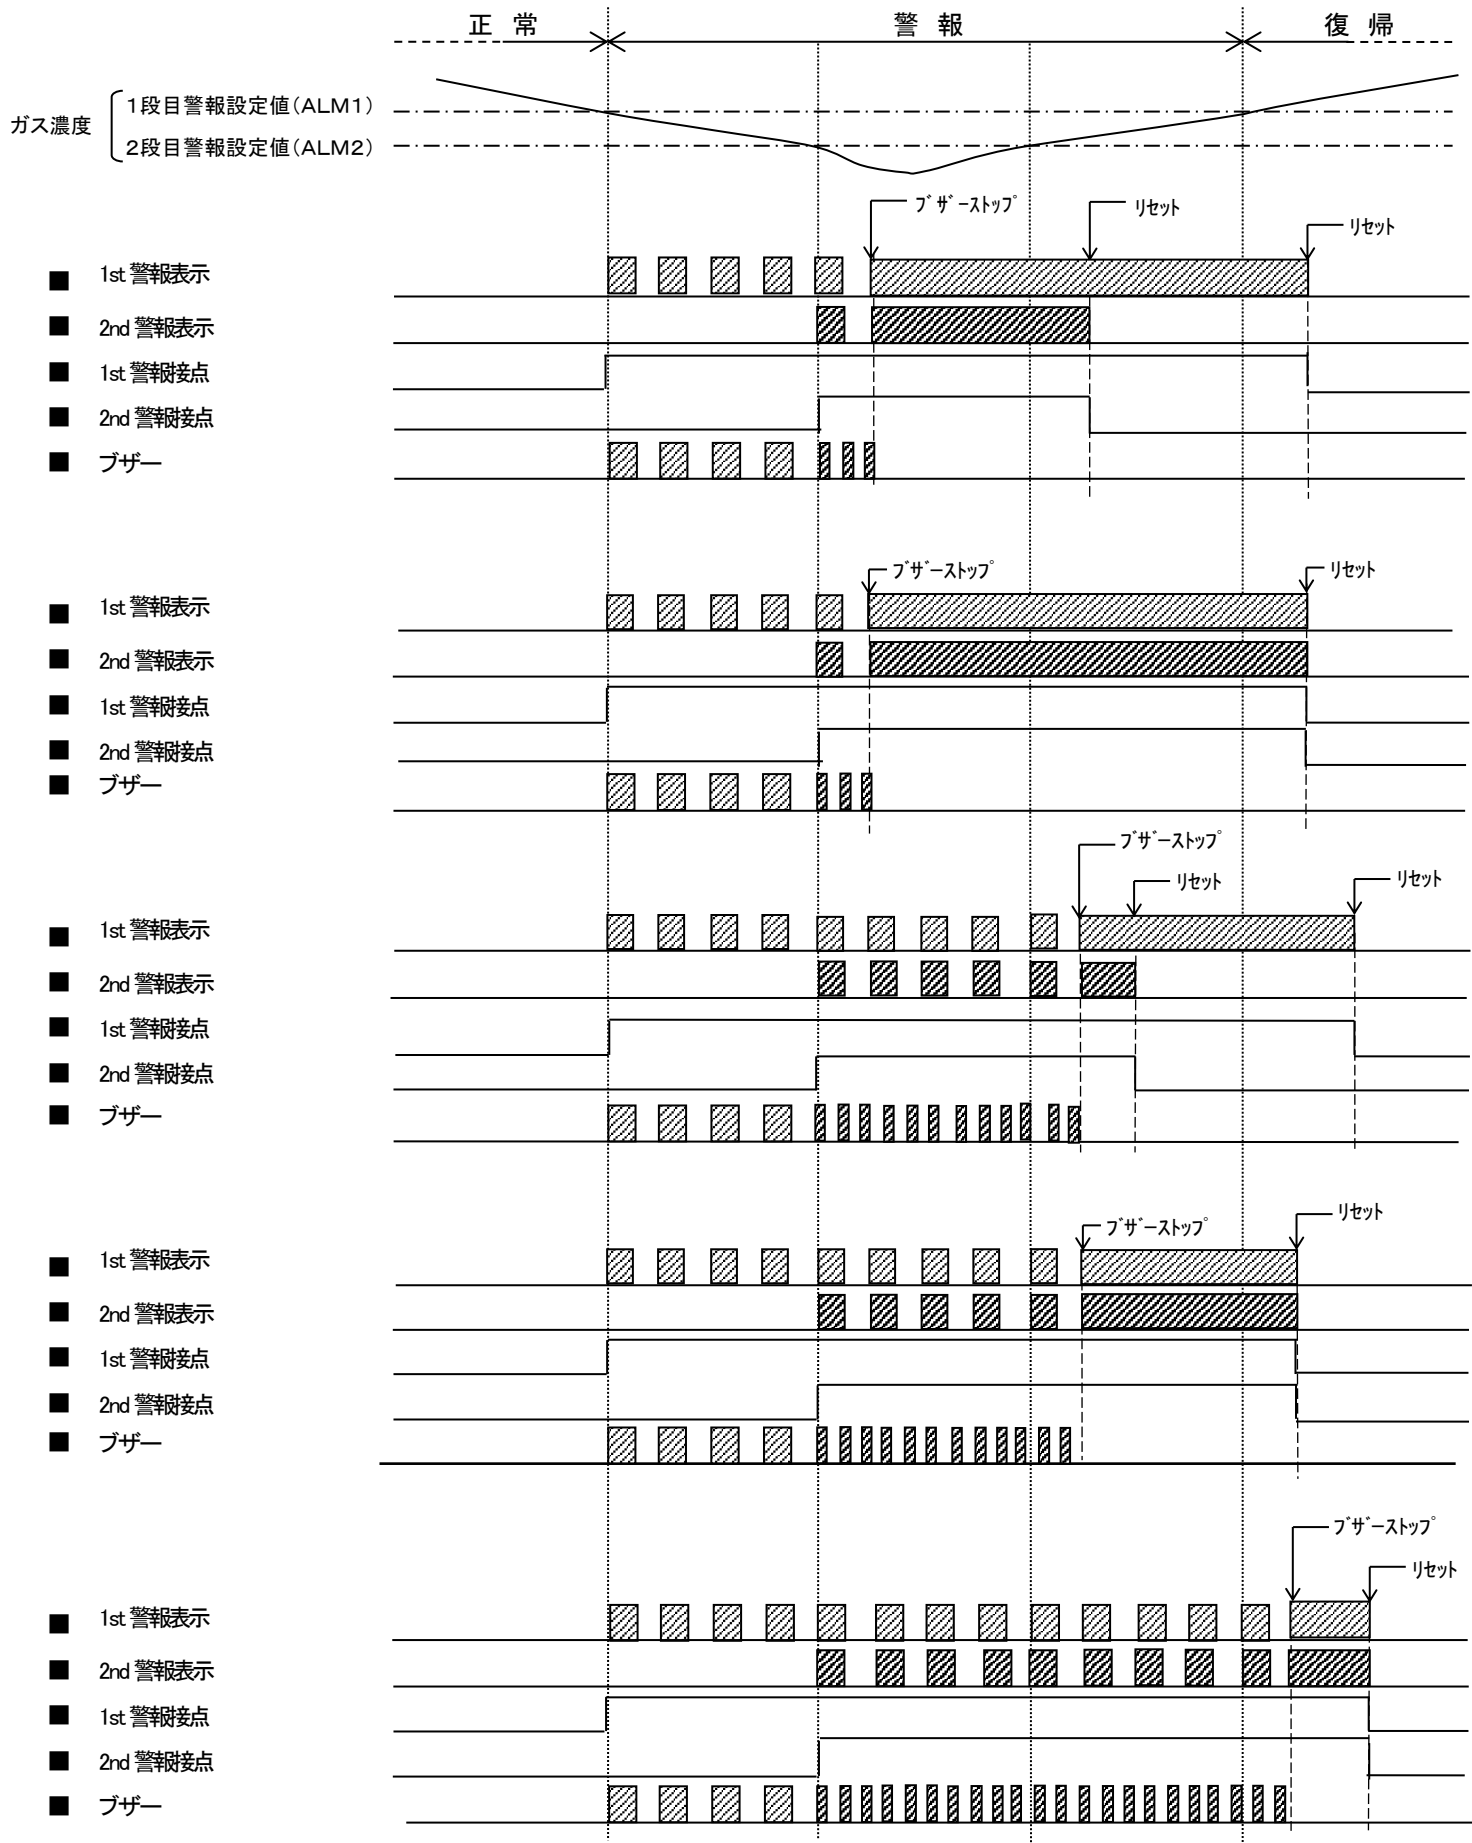 正 常
警 報
復 帰
ガス濃度
1段目警報設定値(ALM1)
2段目警報設定値(ALM2)
ブザーストップ
リセット
リセット
■ 1st 警報表示
■ 2nd 警報表示
■ 1st 警報接点
■ 2nd 警報接点
■ ブザー
ブザーストップ
リセット
■ 1st 警報表示
■ 2nd 警報表示
■ 1st 警報接点
■ 2nd 警報接点
■ ブザー
ブザーストップ
リセット
リセット
■ 1st 警報表示
■ 2nd 警報表示
■ 1st 警報接点
■ 2nd 警報接点
■ ブザー
ブザーストップ
リセット
■ 1st 警報表示
■ 2nd 警報表示
■ 1st 警報接点
■ 2nd 警報接点
■ ブザー
ブザーストップ
リセット
■ 1st 警報表示
■ 2nd 警報表示
■ 1st 警報接点
■ 2nd 警報接点
■ ブザー